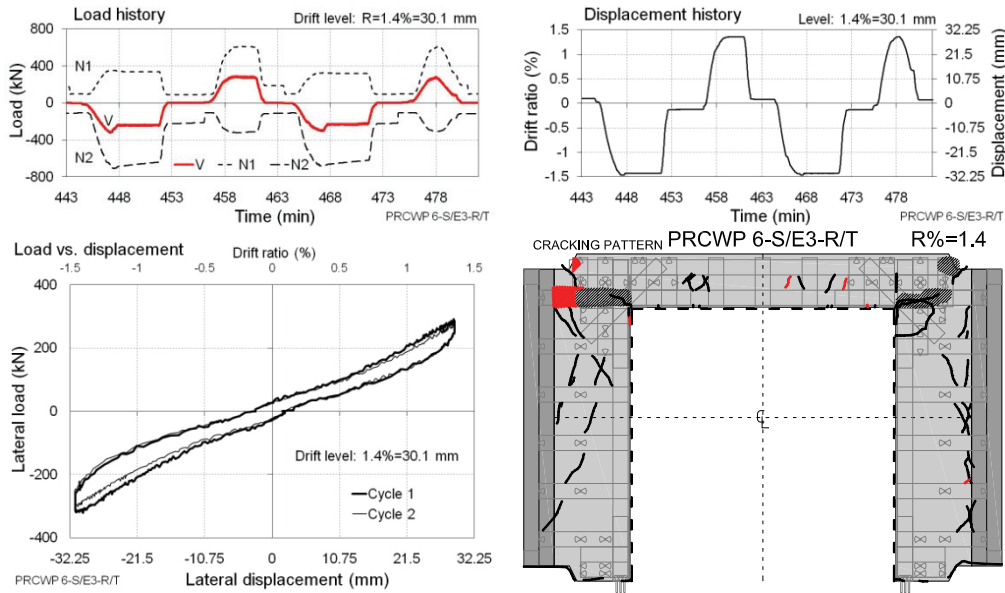 Load history
Drift level: R=1.4%=30.1 mm
Load (kN)
800
400
0
-400
-800
N1
V
N2
V N1 N2
443 448 453 458 463 468 473 478
Time (min)
PRCWP 6-S/E3-R/T
Displacement history
Level: 1.4%=30.1 mm
Drift ratio (%)
1.5
1
0.5
0
-0.5
-1
-1.5
32.25
21.5
10.75
0
-10.75
-21.5
-32.25
Displacement (mm)
443 448 453 458 463 468 473 478
Time (min)
PRCWP 6-S/E3-R/T
Load vs. displacement
Drift ratio (%)
-1.5 -1 -0.5 0 0.5 1 1.5
Lateral load (kN)
400
200
0
-200
-400
Drift level: 1.4%=30.1 mm
Cycle 1
Cycle 2
-32.25 -21.5 -10.75 0 10.75 21.5 32.25
PRCWP 6-S/E3-R/T
Lateral displacement (mm)
CRACKING PATTERN PRCWP 6-S/E3-R/T R%=1.4